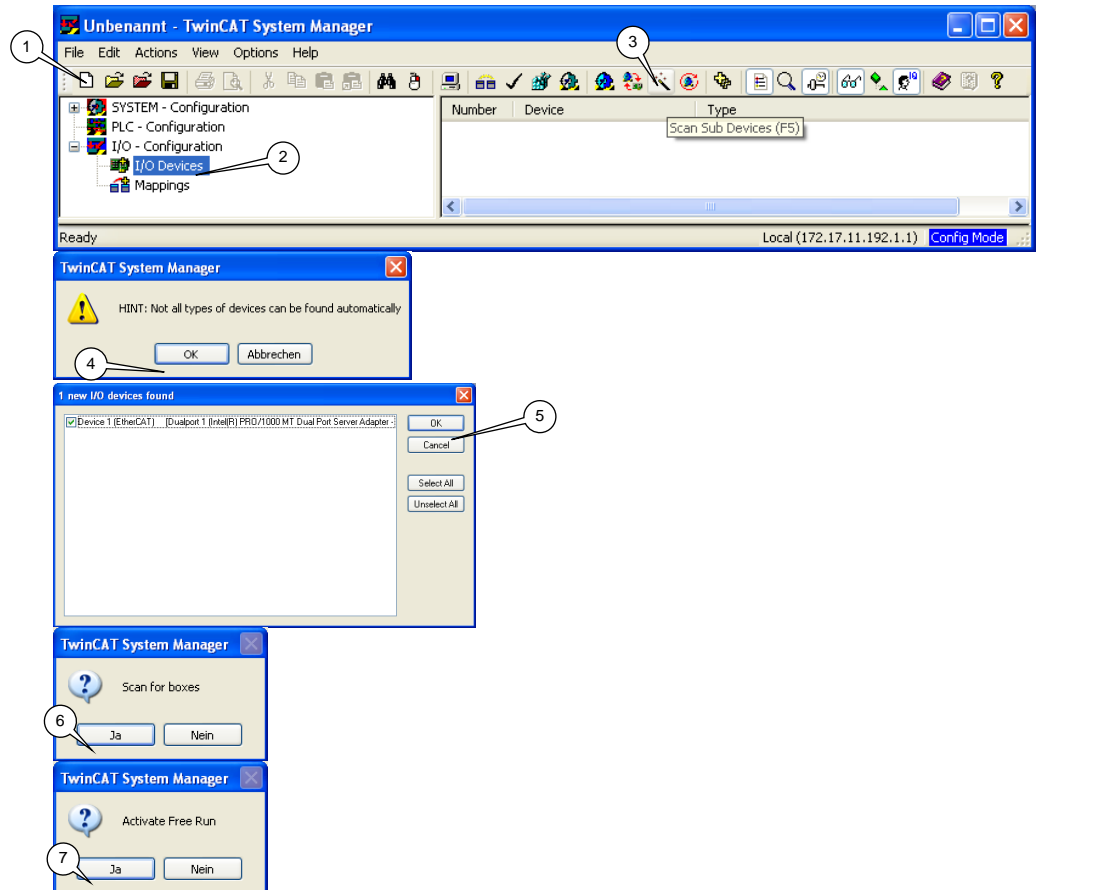 Unbenannt - TwinCAT System Manager
1
3
File Edit Actions View Options Help
SYSTEM - Configuration
PLC - Configuration
I/O - Configuration
I/O Devices
Mappings
2
Number Device Type
Scan Sub Devices (F5)
Ready Local (172.17.11.192.1.1) Config Mode
TwinCAT System Manager
HINT: Not all types of devices can be found automatically
OK Abbrechen
4
1 new I/O devices found
Device 1 (EtherCAT) [Dualport 1 (Intel(R) PRO/1000 MT Dual Port Server Adapter -
OK
Cancel
Select All
Unselect All
5
TwinCAT System Manager
Scan for boxes
6
Ja Nein
TwinCAT System Manager
Activate Free Run
7
Ja Nein